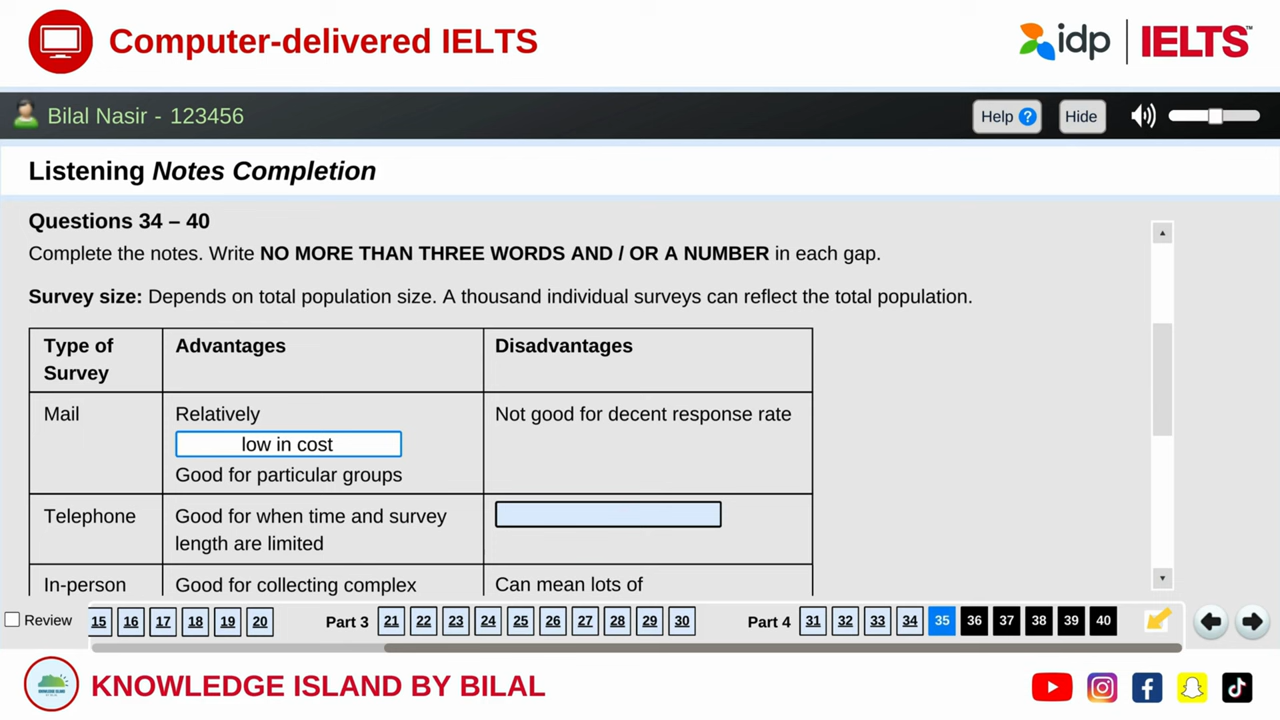 Computer-delivered IELTS
idp IELTS™
Bilal Nasir - 123456
Help ?
Hide
Listening Notes Completion
Questions 34 – 40
Complete the notes. Write NO MORE THAN THREE WORDS AND / OR A NUMBER in each gap.
Survey size: Depends on total population size. A thousand individual surveys can reflect the total population.
Type of Survey
Advantages
Disadvantages
Mail
Relatively
low in cost
Good for particular groups
Not good for decent response rate
Telephone
Good for when time and survey
length are limited
In-person
Good for collecting complex
Can mean lots of
Review
15 16 17 18 19 20 Part 3 21 22 23 24 25 26 27 28 29 30 Part 4 31 32 33 34 35 36 37 38 39 40
KNOWLEDGE ISLAND BY BILAL